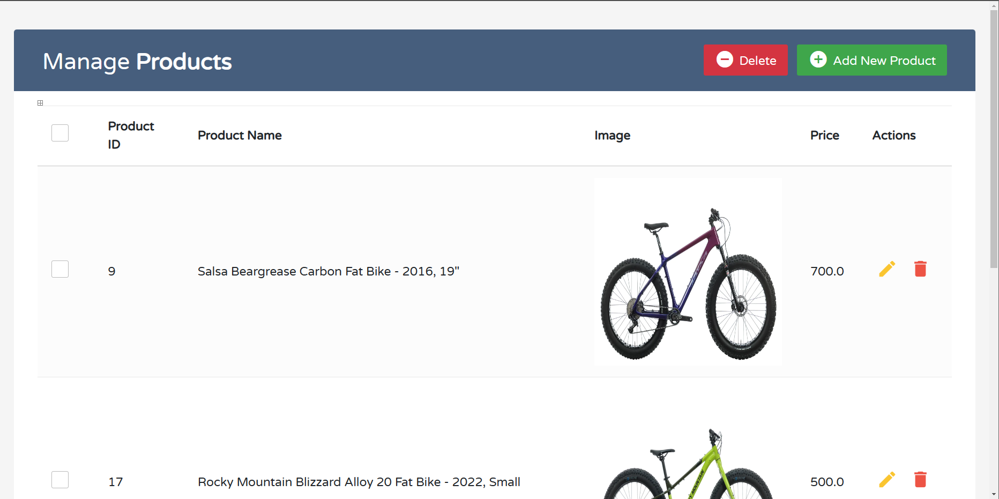 Manage Products
Delete
Add New Product
Product
ID
Product Name
Image
Price
Actions
9
Salsa Beargrease Carbon Fat Bike - 2016, 19"
700.0
17
Rocky Mountain Blizzard Alloy 20 Fat Bike - 2022, Small
MOUNTAIN
500.0